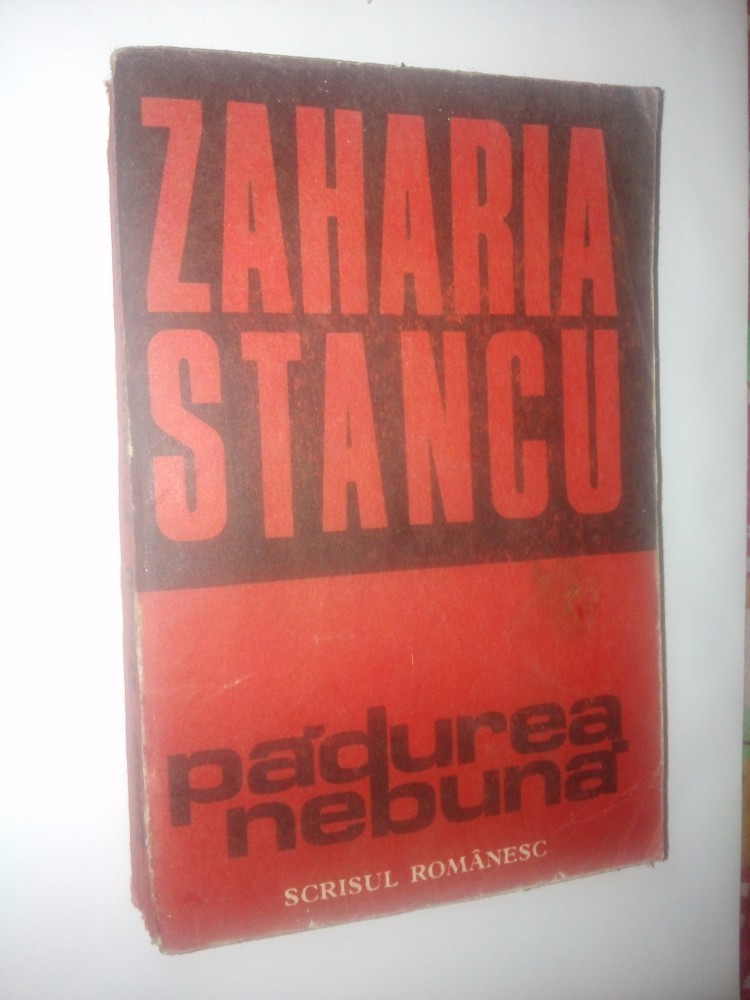 ZAHARIA
STANCU
pădurea
nebună
SCRISUL ROMÂNESC